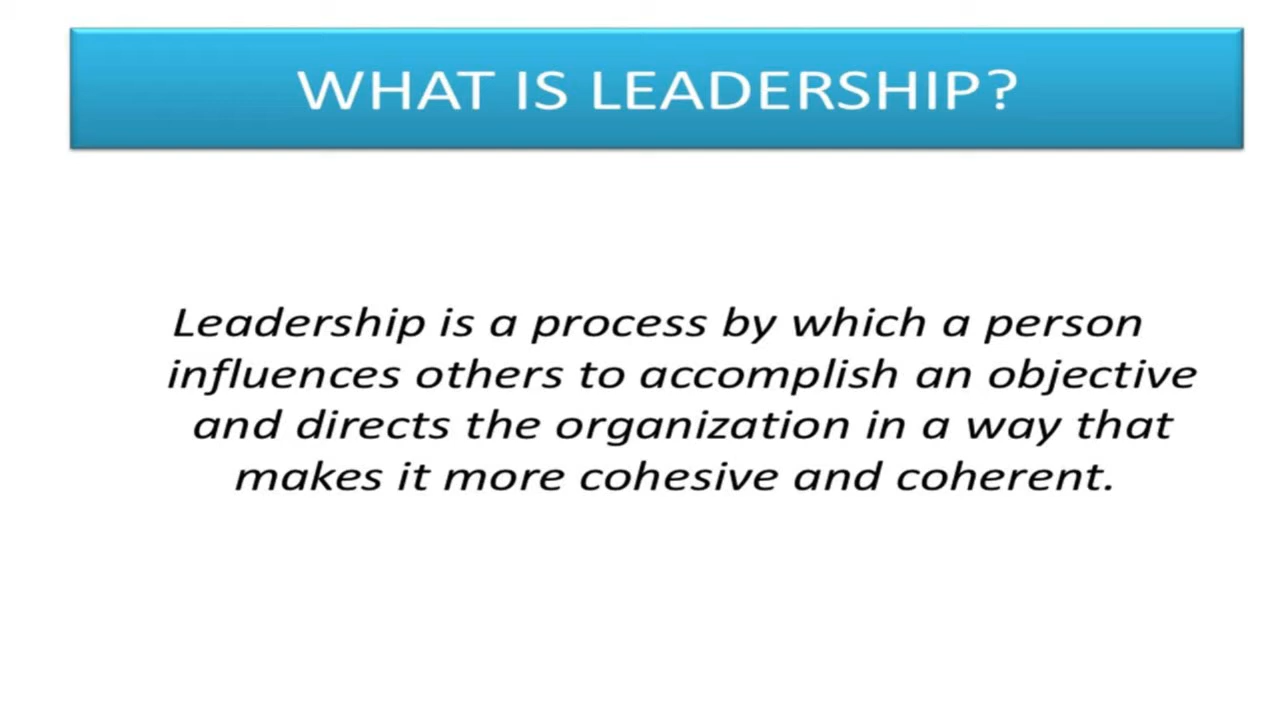 WHAT IS LEADERSHIP?
Leadership is a process by which a person
influences others to accomplish an objective
and directs the organization in a way that
makes it more cohesive and coherent.